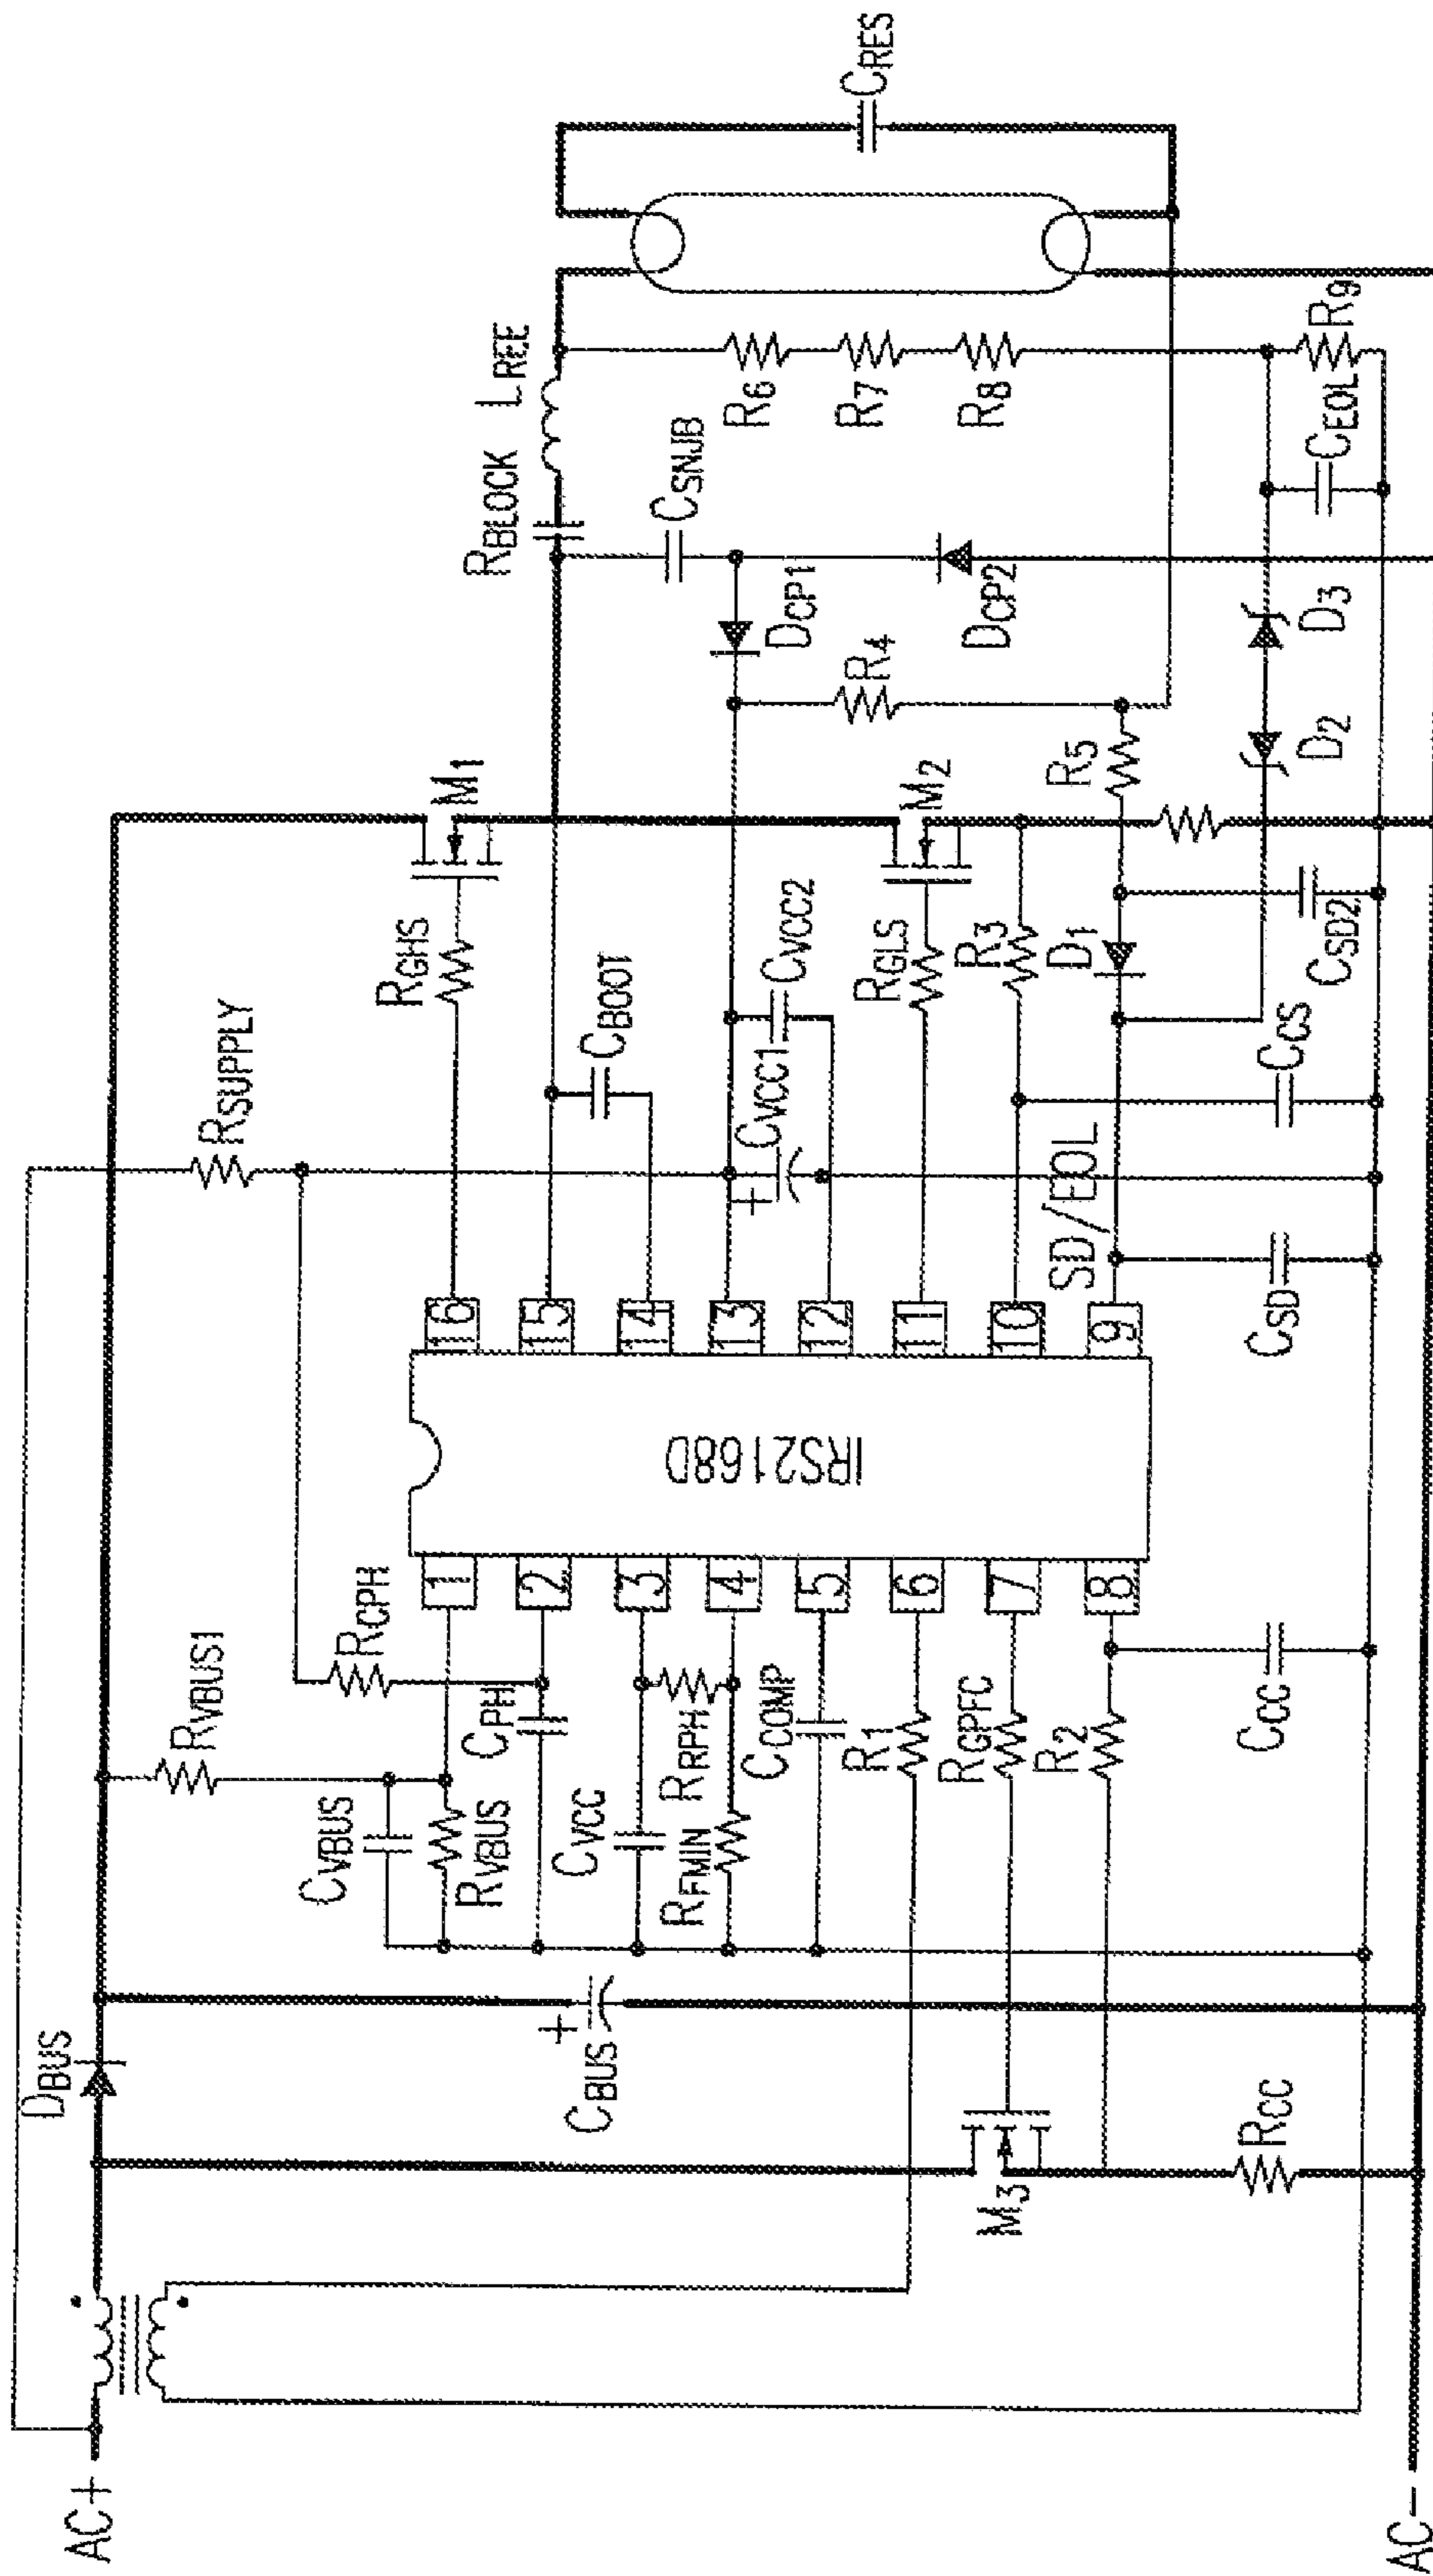 AC+
AC−
DBUS
CBUS
M3
RCC
RVBUS1
CVBUS
RVBUS
RCPH
CPH
CVCC
RRPH
RFMIN
CCOMP
R1
RGPFC
R2
CCC
1
2
3
4
5
6
7
8
IRS2168D
16
15
14
13
12
11
10
9
RSUPPLY
RGHS
M1
CBOOT
CVCC1
CVCC2
RGLS
M2
R3
SD/EOL
D1
R5
CSD
CCS
CSD2
RBLOCK
LREE
CSNJB
DCP1
DCP2
R4
D2
D3
R6
R7
R8
R9
CEOL
CRES
+
+